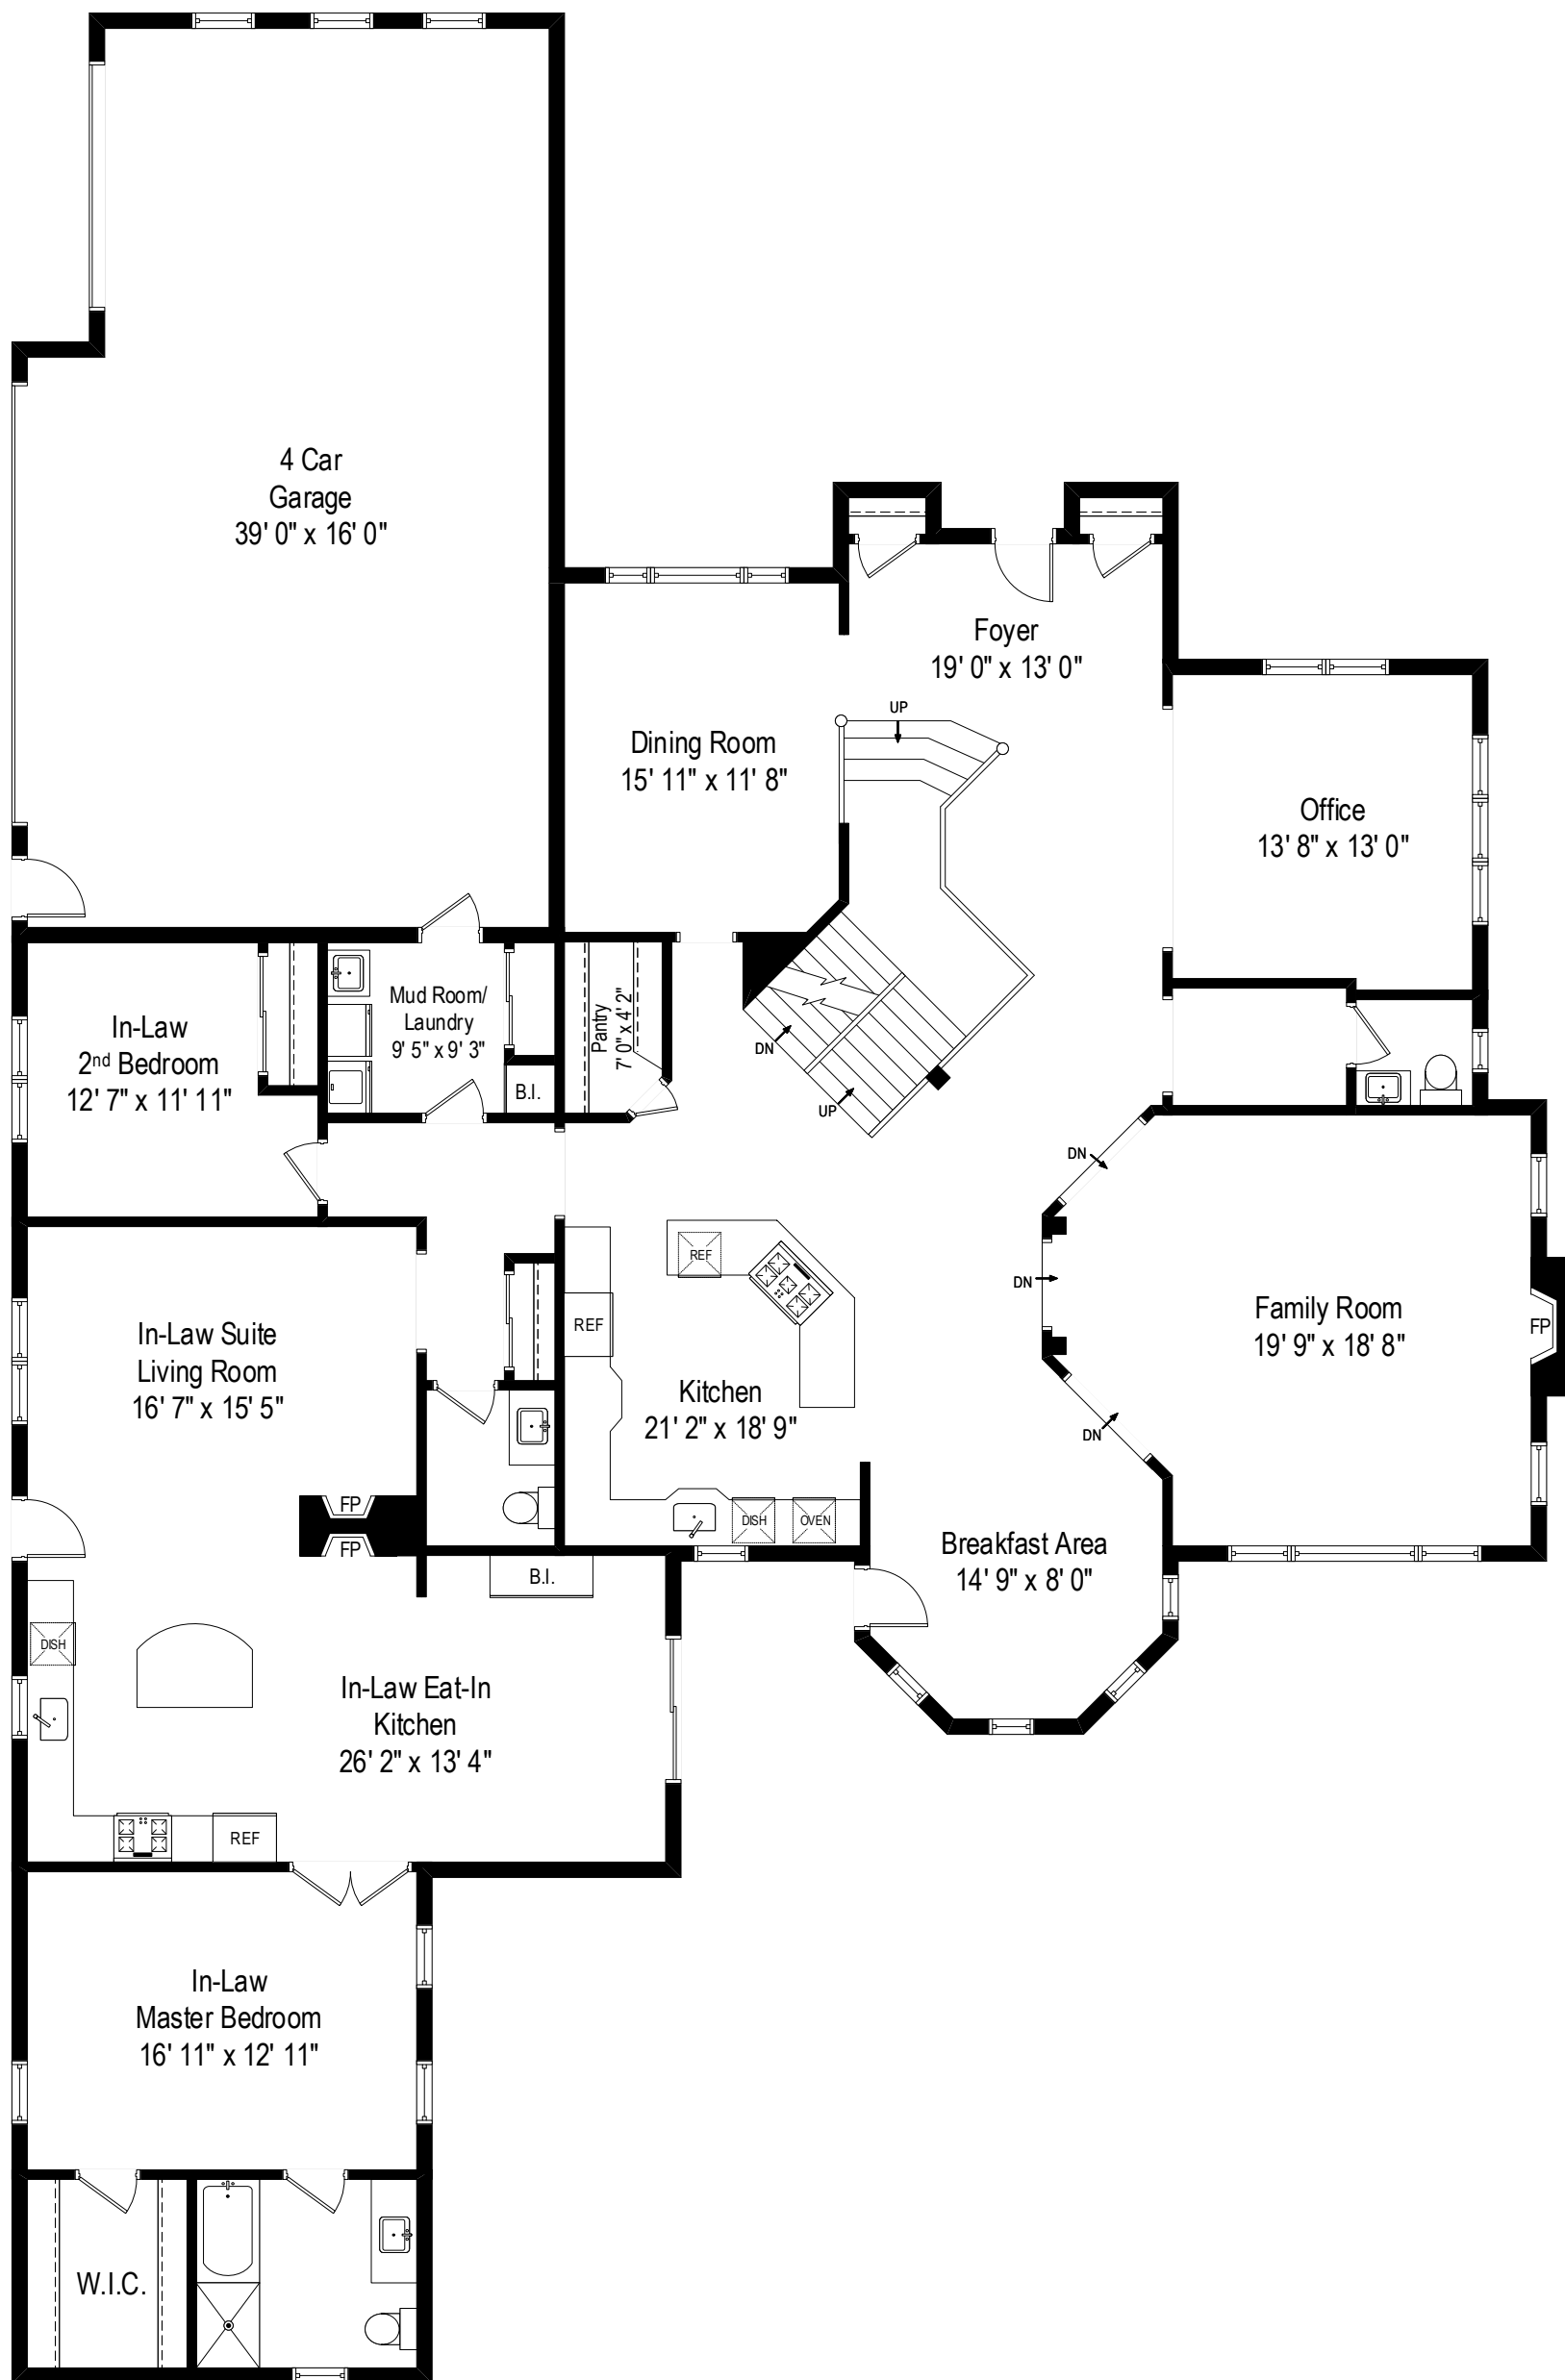 4 Car
Garage
39' 0" x 16' 0"
Foyer
19' 0" x 13' 0"
UP
Dining Room
15' 11" x 11' 8"
Office
13' 8" x 13' 0"
In-Law
2nd Bedroom
12' 7" x 11' 11"
Mud Room/
Laundry
9' 5" x 9' 3"
B.I.
Pantry
7' 0" x 4' 2"
DN
UP
DN
DN
DN
REF
REF
Kitchen
21' 2" x 18' 9"
DISH
OVEN
Family Room
19' 9" x 18' 8"
FP
In-Law Suite
Living Room
16' 7" x 15' 5"
FP
FP
B.I.
Breakfast Area
14' 9" x 8' 0"
DISH
In-Law Eat-In
Kitchen
26' 2" x 13' 4"
REF
In-Law
Master Bedroom
16' 11" x 12' 11"
W.I.C.